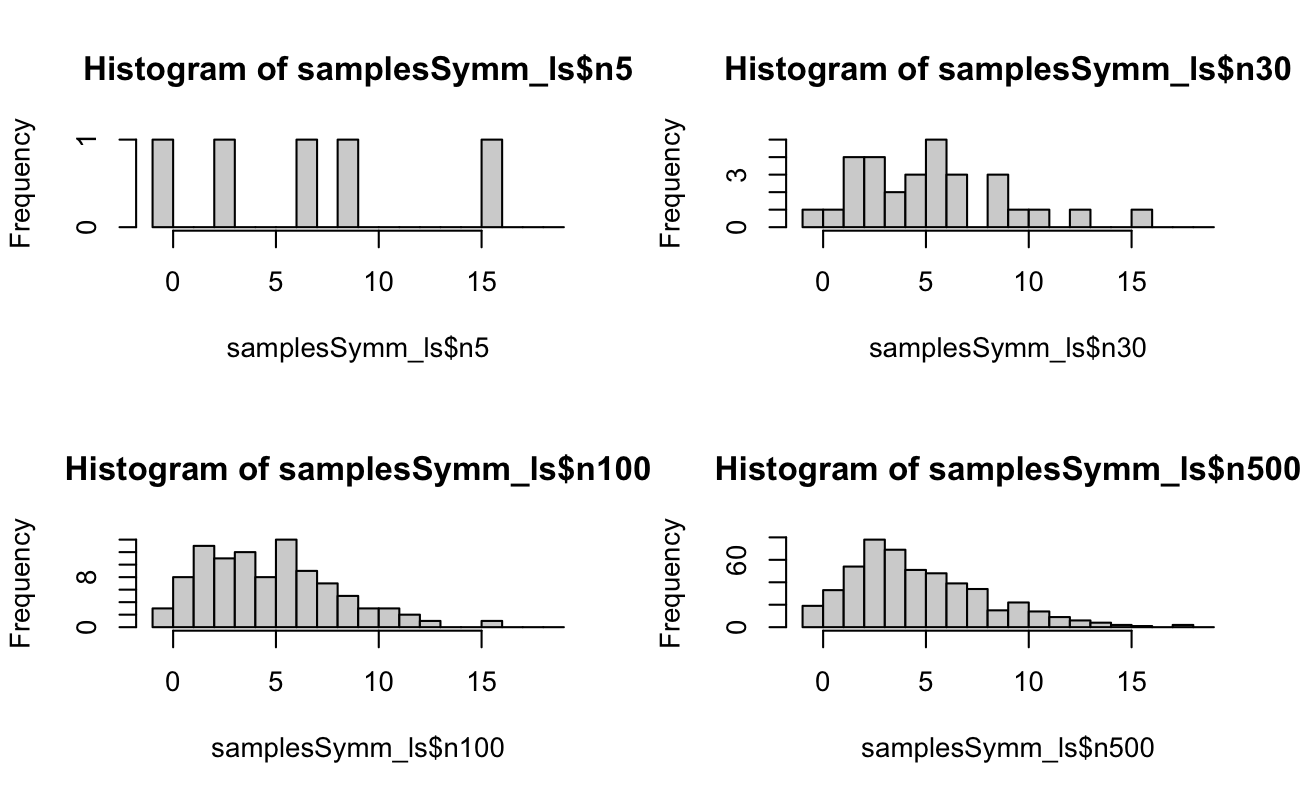 Histogram of samplesSymm_ls$n5
Frequency
1
0
0 5 10 15
samplesSymm_ls$n5
Histogram of samplesSymm_ls$n30
Frequency
3
0
0 5 10 15
samplesSymm_ls$n30
Histogram of samplesSymm_ls$n100
Frequency
8
0
0 5 10 15
samplesSymm_ls$n100
Histogram of samplesSymm_ls$n500
Frequency
60
0
0 5 10 15
samplesSymm_ls$n500